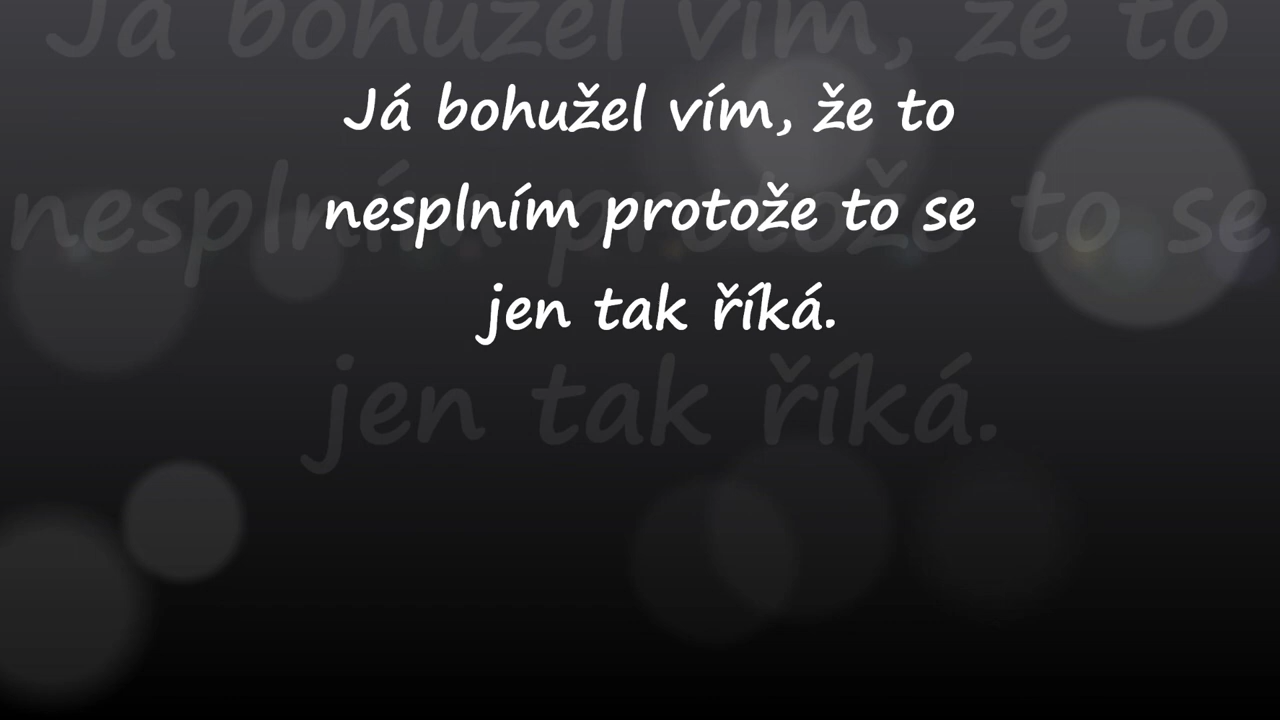 Já bohužel vím, že to
nesplním protože to se
jen tak říká.